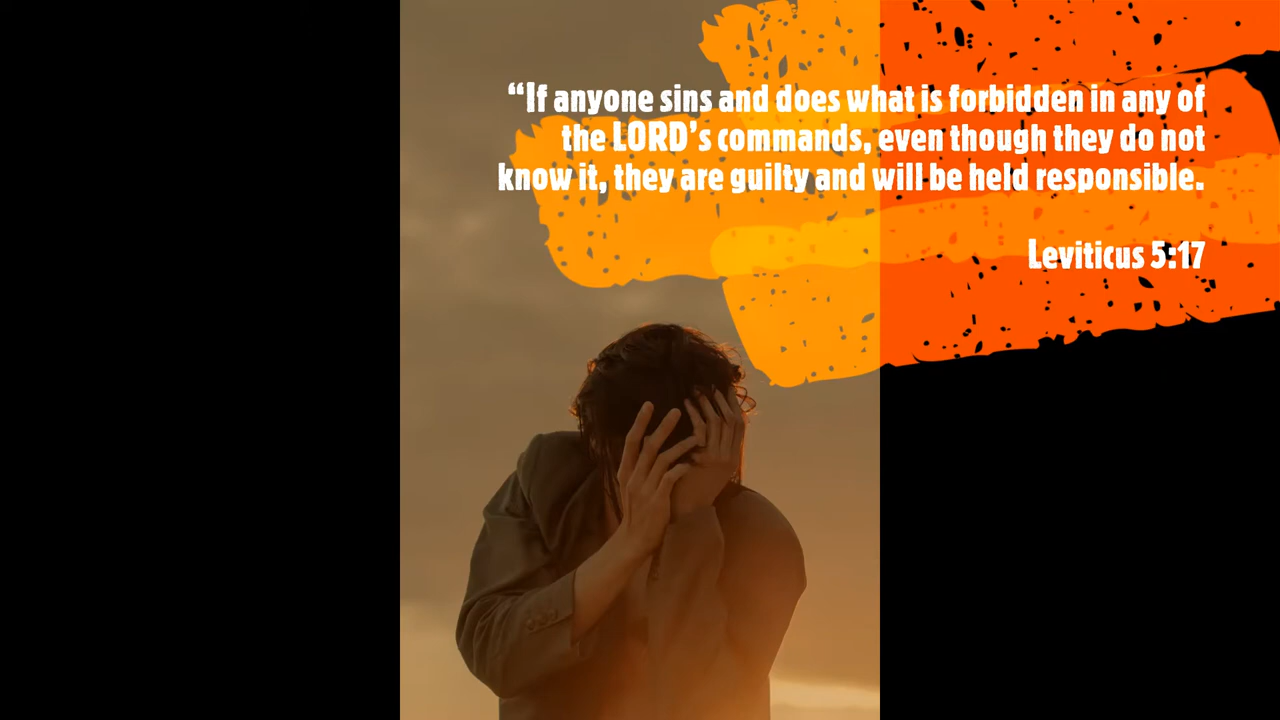 “If anyone sins and does what is forbidden in any of
the LORD’s commands, even though they do not
know it, they are guilty and will be held responsible.
Leviticus 5:17